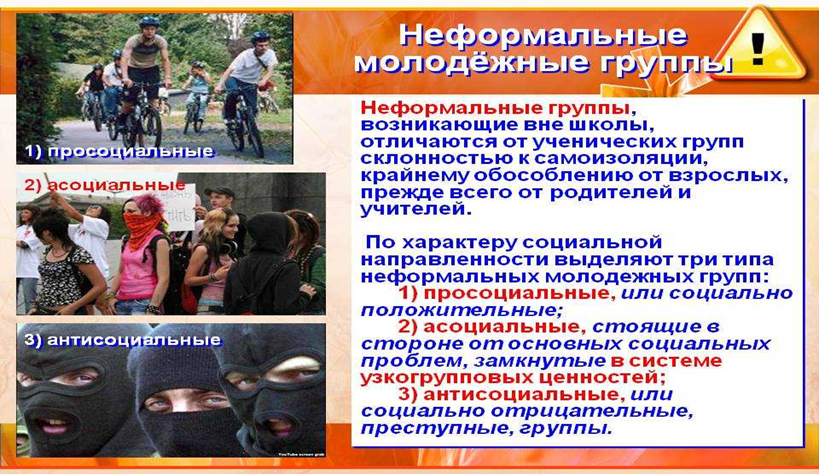 Неформальные
молодёжные группы
!
1) просоциальные
2) асоциальные
3) антисоциальные
YouTube screen grab
Неформальные группы,
возникающие вне школы,
отличаются от ученических групп
склонностью к самоизоляции,
крайнему обособлению от взрослых,
прежде всего от родителей и
учителей.
По характеру социальной
направленности выделяют три типа
неформальных молодежных групп:
1) просоциальные, или социально
положительные;
2) асоциальные, стоящие в
стороне от основных социальных
проблем, замкнутые в системе
узкогрупповых ценностей;
3) антисоциальные, или
социально отрицательные,
преступные, группы.